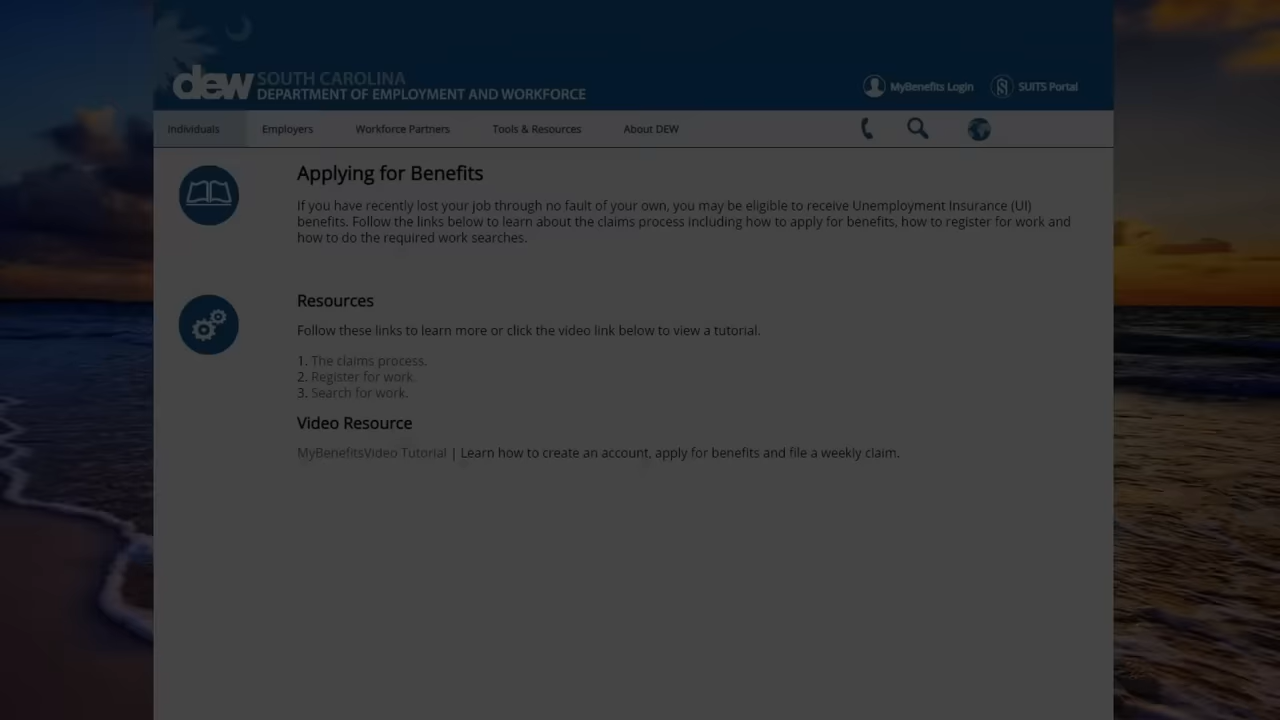 dew SOUTH CAROLINA
DEPARTMENT OF EMPLOYMENT AND WORKFORCE
MyBenefits Login SUITS Portal
Individuals Employers Workforce Partners Tools & Resources About DEW
Applying for Benefits
If you have recently lost your job through no fault of your own, you may be eligible to receive Unemployment Insurance (UI)
benefits. Follow the links below to learn about the claims process including how to apply for benefits, how to register for work and
how to do the required work searches.
Resources
Follow these links to learn more or click the video link below to view a tutorial.
1. The claims process.
2. Register for work.
3. Search for work.
Video Resource
MyBenefitsVideo Tutorial | Learn how to create an account, apply for benefits and file a weekly claim.